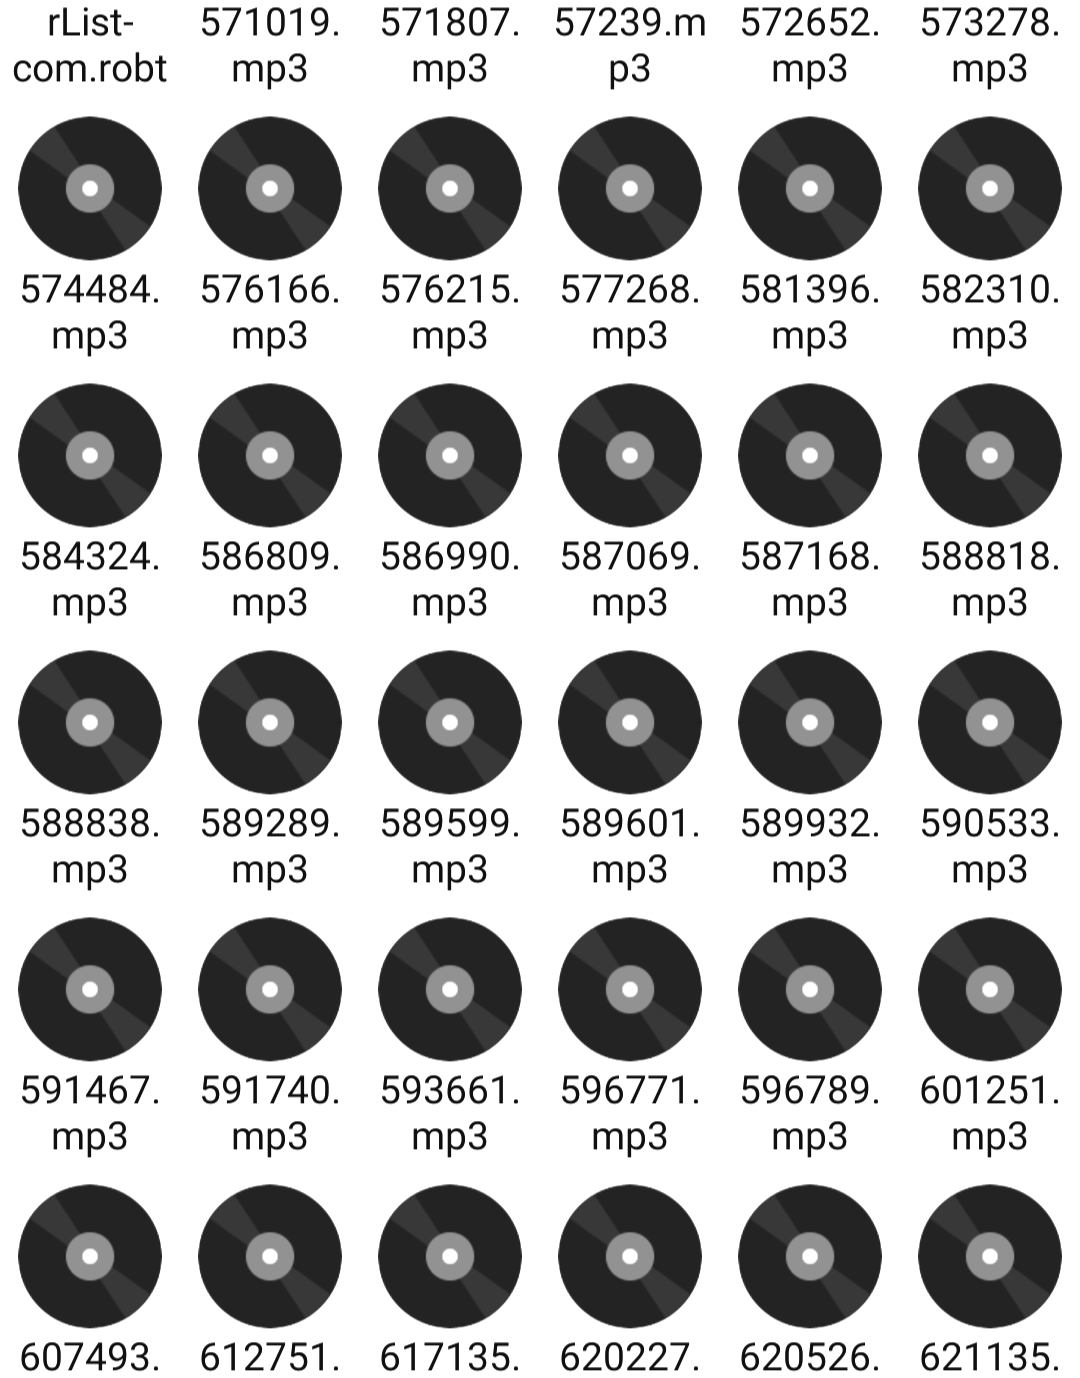 rList- 571019. 571807. 57239.m 572652. 573278.
com.robt mp3 mp3 p3 mp3 mp3
574484. 576166. 576215. 577268. 581396. 582310.
mp3 mp3 mp3 mp3 mp3 mp3
584324. 586809. 586990. 587069. 587168. 588818.
mp3 mp3 mp3 mp3 mp3 mp3
588838. 589289. 589599. 589601. 589932. 590533.
mp3 mp3 mp3 mp3 mp3 mp3
591467. 591740. 593661. 596771. 596789. 601251.
mp3 mp3 mp3 mp3 mp3 mp3
607493. 612751. 617135. 620227. 620526. 621135.